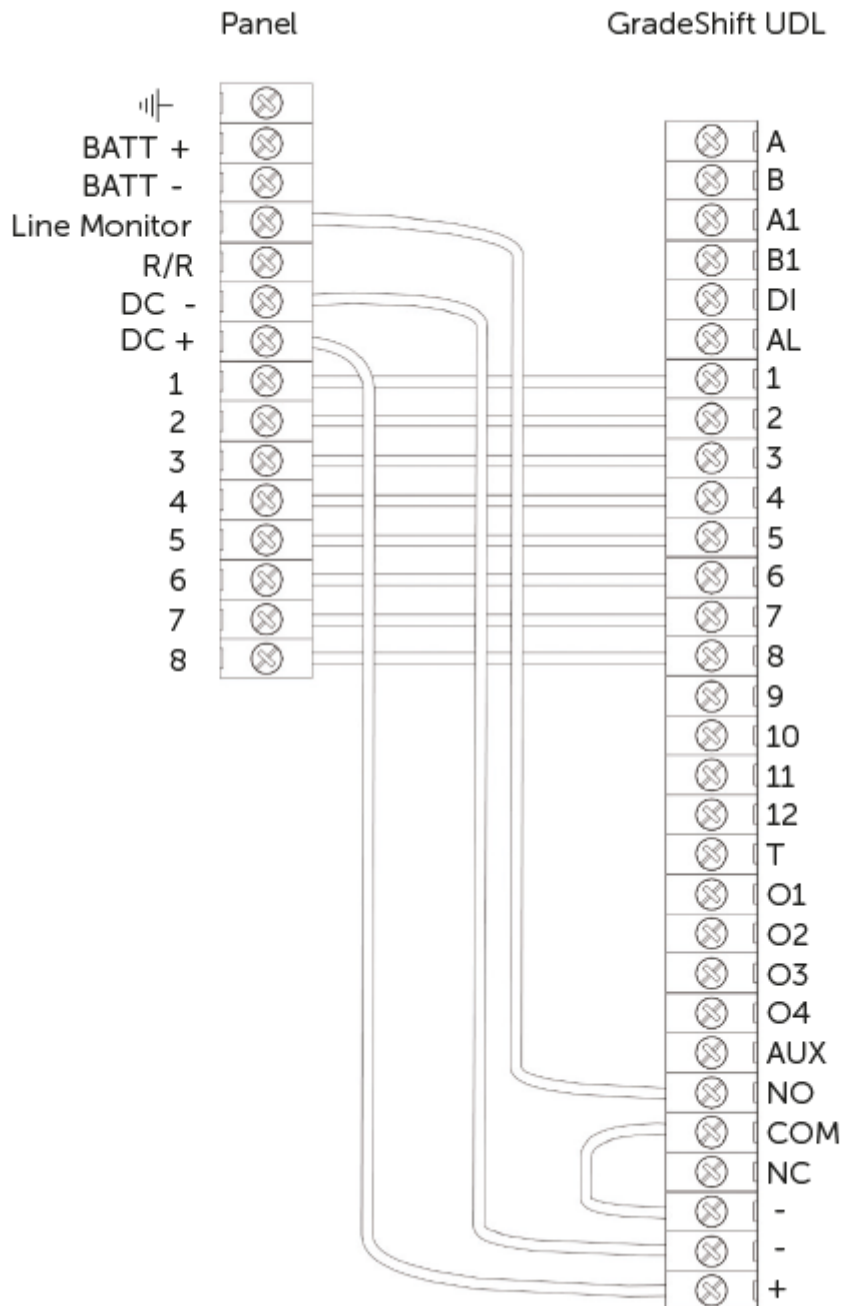 Panel
GradeShift UDL
BATT +
BATT -
Line Monitor
R/R
DC -
DC +
1
2
3
4
5
6
7
8
A
B
A1
B1
DI
AL
1
2
3
4
5
6
7
8
9
10
11
12
T
O1
O2
O3
O4
AUX
NO
COM
NC
-
-
+